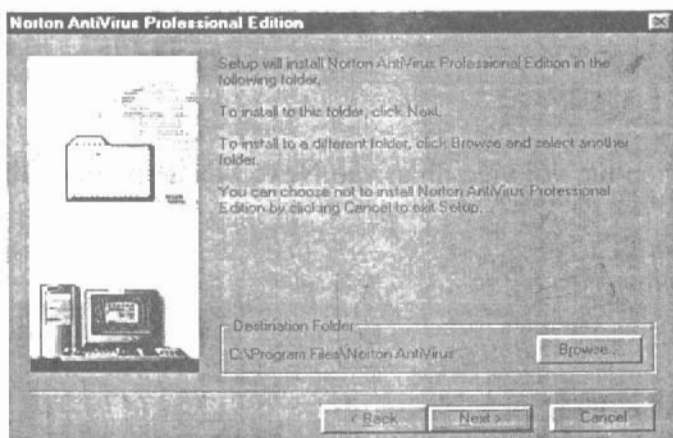 Norton AntiVirus Professional Edition
Setup will install Norton AntiVirus Professional Edition in the
following folder.
To install to this folder, click Next.
To install to a different folder, click Browse and select another
folder.
You can choose not to install Norton AntiVirus Professional
Edition by clicking Cancel to exit Setup.
Destination Folder
C:\Program Files\Norton AntiVirus
Browse...
< Back
Next >
Cancel